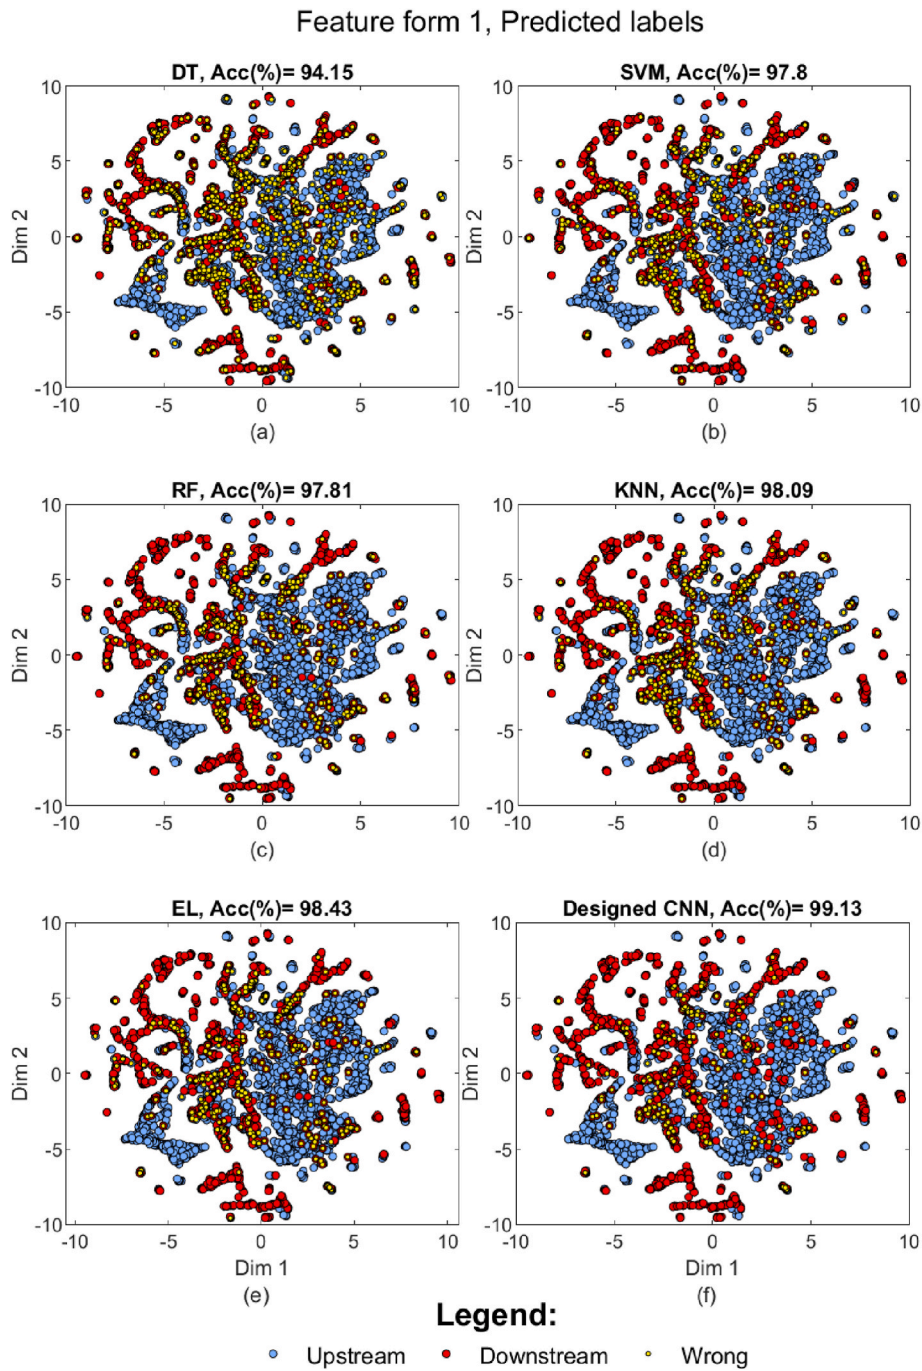 Feature form 1, Predicted labels
DT, Acc(%)= 94.15
SVM, Acc(%)= 97.8
10
5
0
-5
-10
Dim 2
-10 -5 0 5 10
(a)
10
5
0
-5
-10
Dim 2
-10 -5 0 5 10
(b)
RF, Acc(%)= 97.81
KNN, Acc(%)= 98.09
10
5
0
-5
-10
Dim 2
-10 -5 0 5 10
(c)
10
5
0
-5
-10
Dim 2
-10 -5 0 5 10
(d)
EL, Acc(%)= 98.43
Designed CNN, Acc(%)= 99.13
10
5
0
-5
-10
Dim 2
-10 -5 0 5 10
Dim 1
(e)
10
5
0
-5
-10
Dim 2
-10 -5 0 5 10
Dim 1
(f)
Legend:
Upstream Downstream Wrong